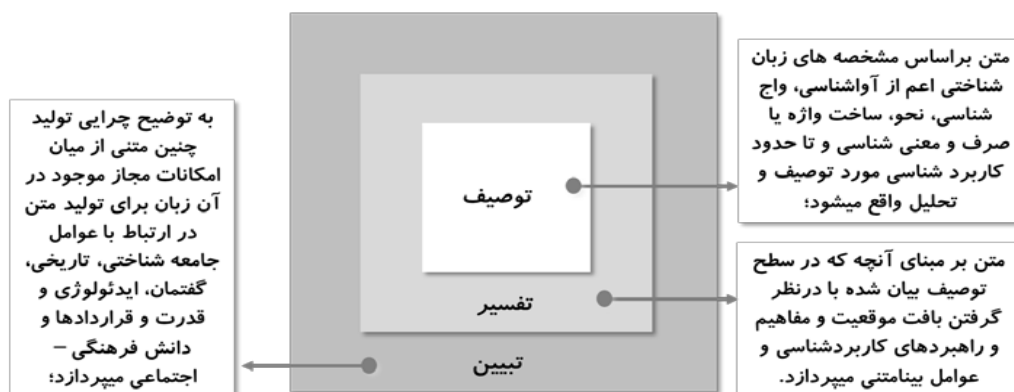 متن براساس مشخصه های زبان
شناختی اعم از آواشناسی، واج
شناسی، نحو، ساخت واژه یا
صرف و معنی شناسی و تا حدود
کاربرد شناسی مورد توصیف و
تحلیل واقع میشود؛
متن بر مبنای آنچه که در سطح
توصیف بیان شده با درنظر
گرفتن بافت موقعیت و مفاهیم
و راهبردهای کاربردشناسی و
عوامل بینامتنی میپردازد.
توصیف
تفسیر
تبیین
به توضیح چرایی تولید
چنین متنی از میان
امکانات مجاز موجود در
آن زبان برای تولید متن
در ارتباط با عوامل
جامعه شناختی، تاریخی،
گفتمان، ایدئولوژی و
قدرت و قراردادها و
دانش فرهنگی –
اجتماعی میپردازد؛